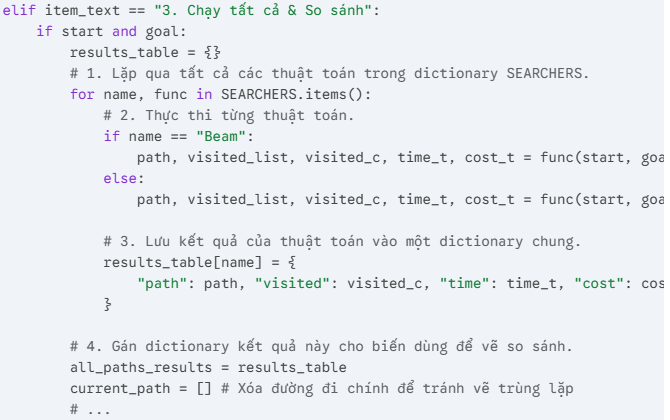 elif item_text == "3. Chạy tất cả & So sánh":
if start and goal:
results_table = {}
# 1. Lặp qua tất cả các thuật toán trong dictionary SEARCHERS.
for name, func in SEARCHERS.items():
# 2. Thực thi từng thuật toán.
if name == "Beam":
path, visited_list, visited_c, time_t, cost_t = func(start, goa
else:
path, visited_list, visited_c, time_t, cost_t = func(start, goa
# 3. Lưu kết quả của thuật toán vào một dictionary chung.
results_table[name] = {
"path": path, "visited": visited_c, "time": time_t, "cost": cos
}
# 4. Gán dictionary kết quả này cho biến dùng để vẽ so sánh.
all_paths_results = results_table
current_path = [] # Xóa đường đi chính để tránh vẽ trùng lặp
# ...